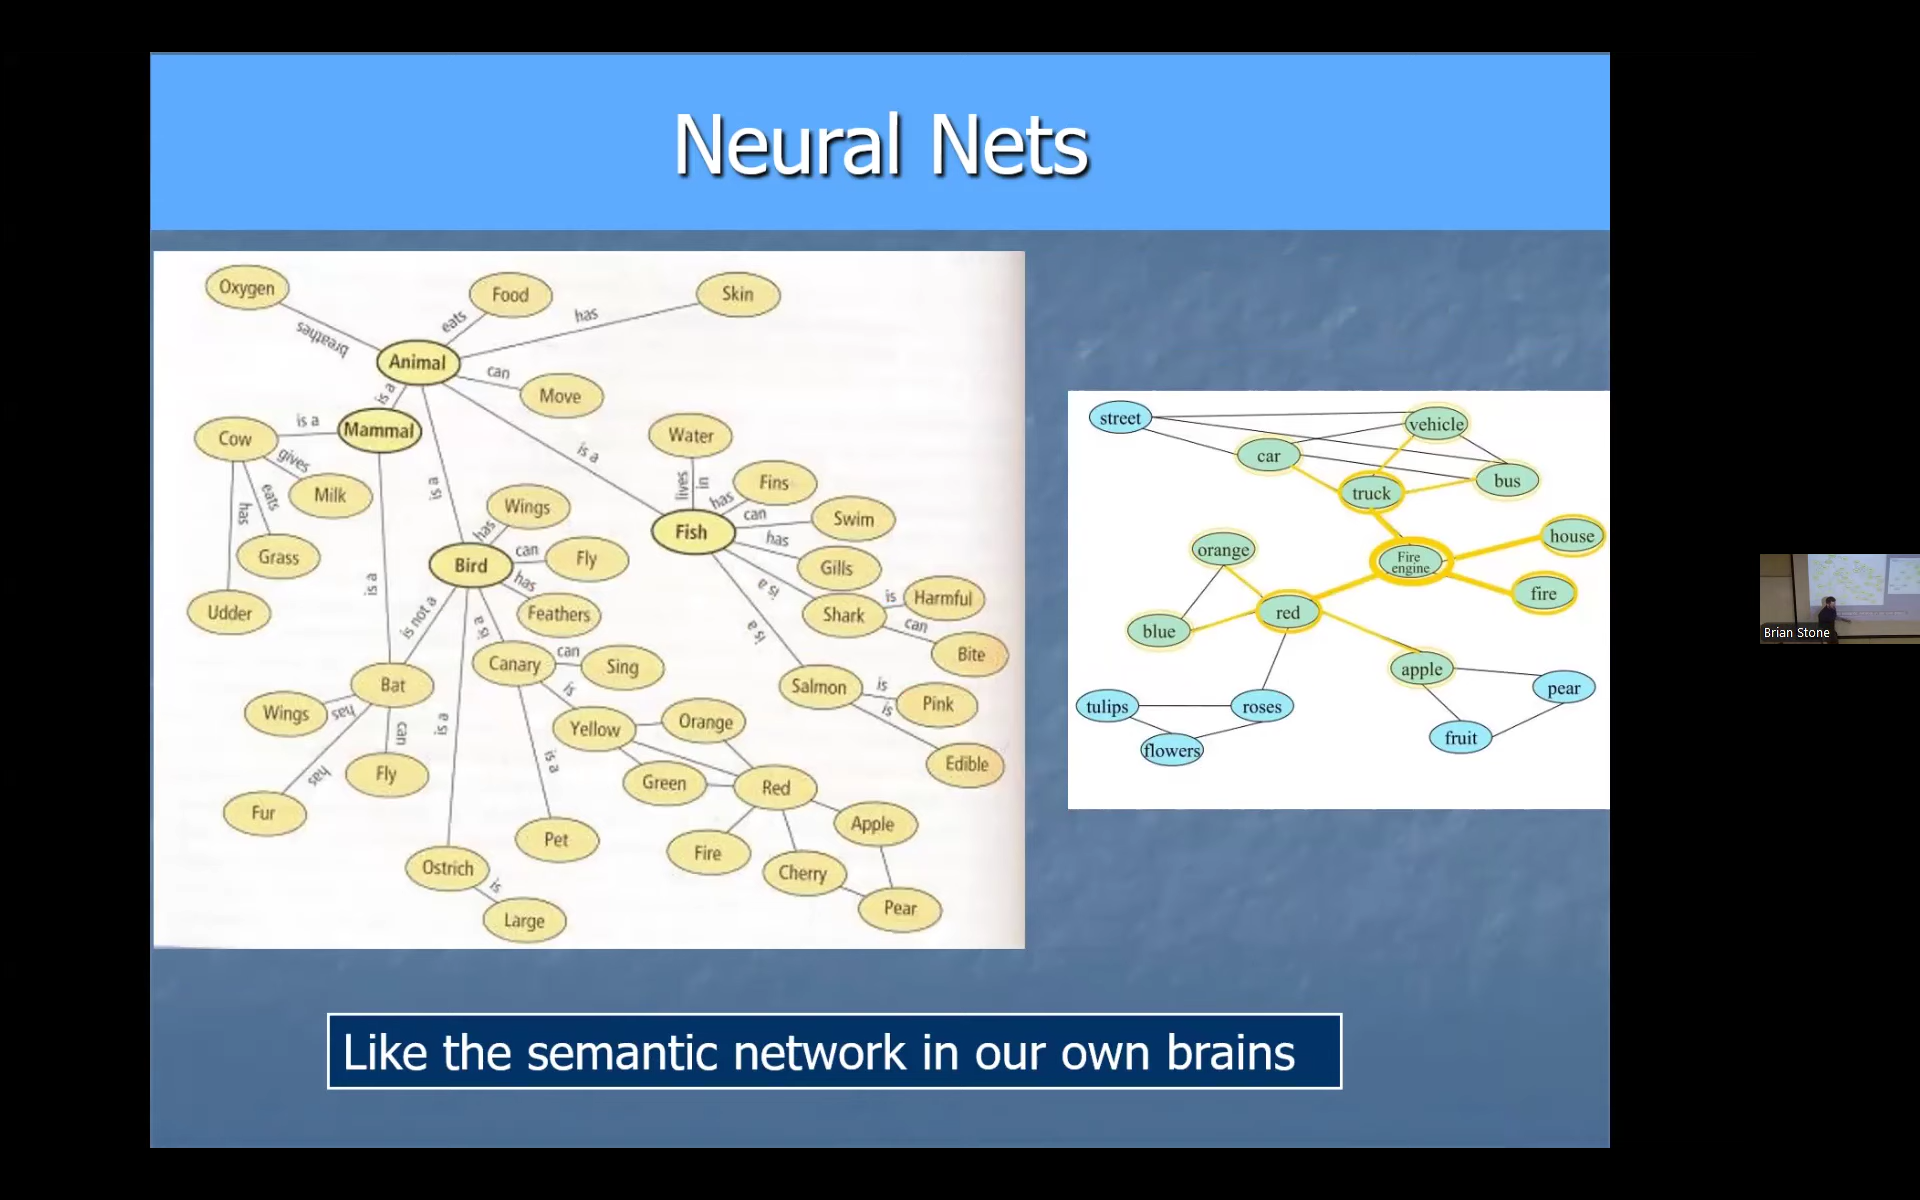 Neural Nets
Oxygen
Food
Skin
breathes
eats
has
Animal
can
Move
is a
Mammal
Cow
is a
gives
Milk
eats
has
Grass
Udder
is a
is a
is a
Water
lives in
Fins
has
can
Swim
Fish
has
Gills
is a
Shark
is
Harmful
can
Bite
is a
Salmon
is
Pink
is
Edible
Wings
has
Bird
can
Fly
has
Feathers
is not a
is a
Canary
can
Sing
is
Bat
Wings
has
can
Fly
has
Fur
is a
Yellow
Orange
Green
Red
is a
Pet
Fire
Apple
Cherry
Pear
Ostrich
is
Large
street
vehicle
car
bus
truck
house
orange
Fire
engine
fire
red
blue
apple
pear
tulips
roses
fruit
flowers
Like the semantic network in our own brains
Brian Stone